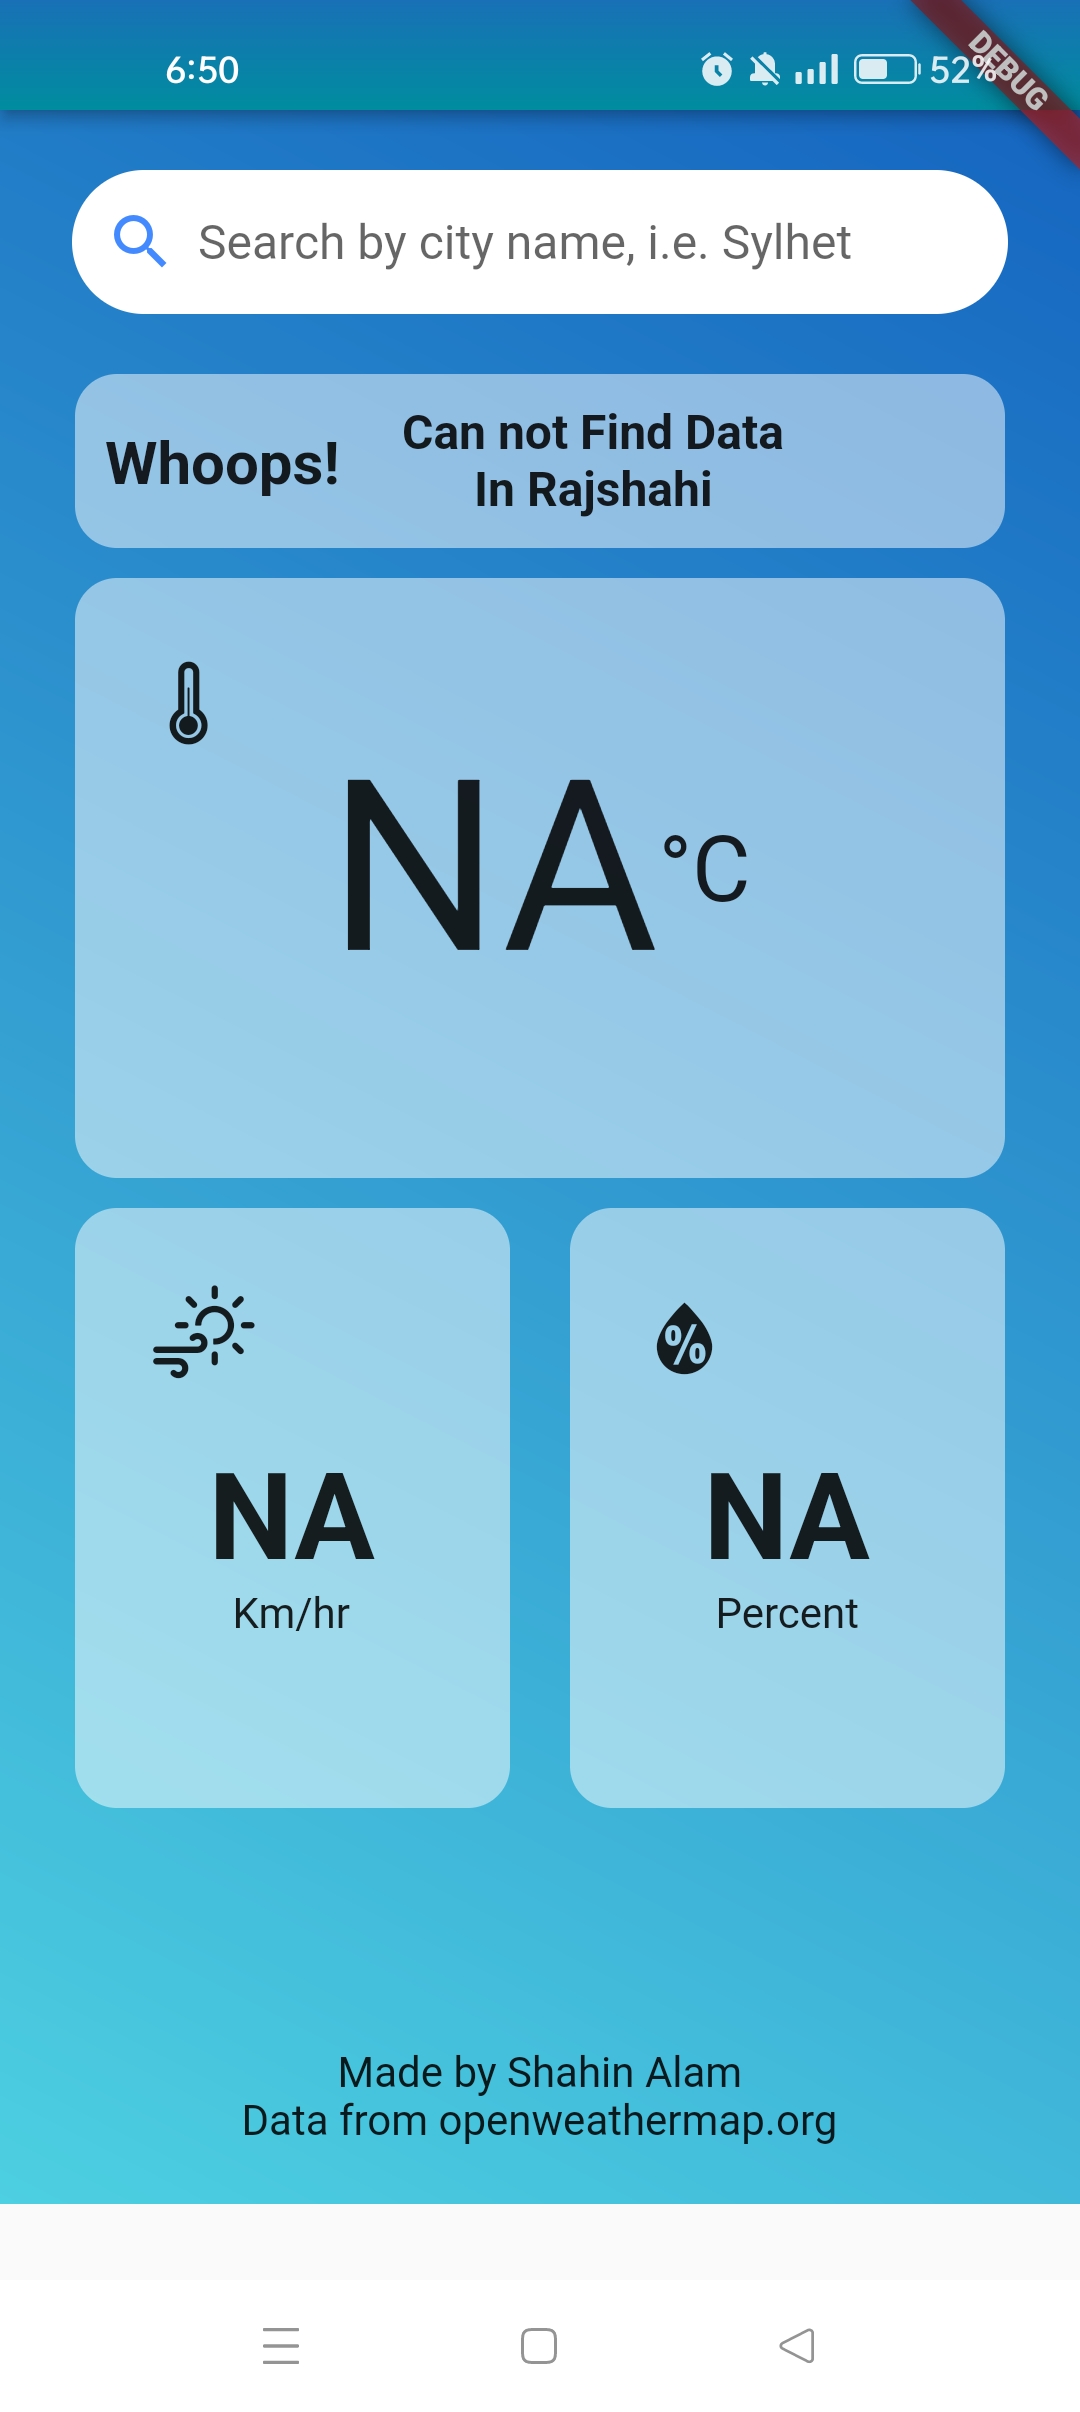 6:50
52%
DEBUG
Search by city name, i.e. Sylhet
Whoops!
Can not Find Data
In Rajshahi
NA
°C
%
NA
Km/hr
NA
Percent
Made by Shahin Alam
Data from openweathermap.org